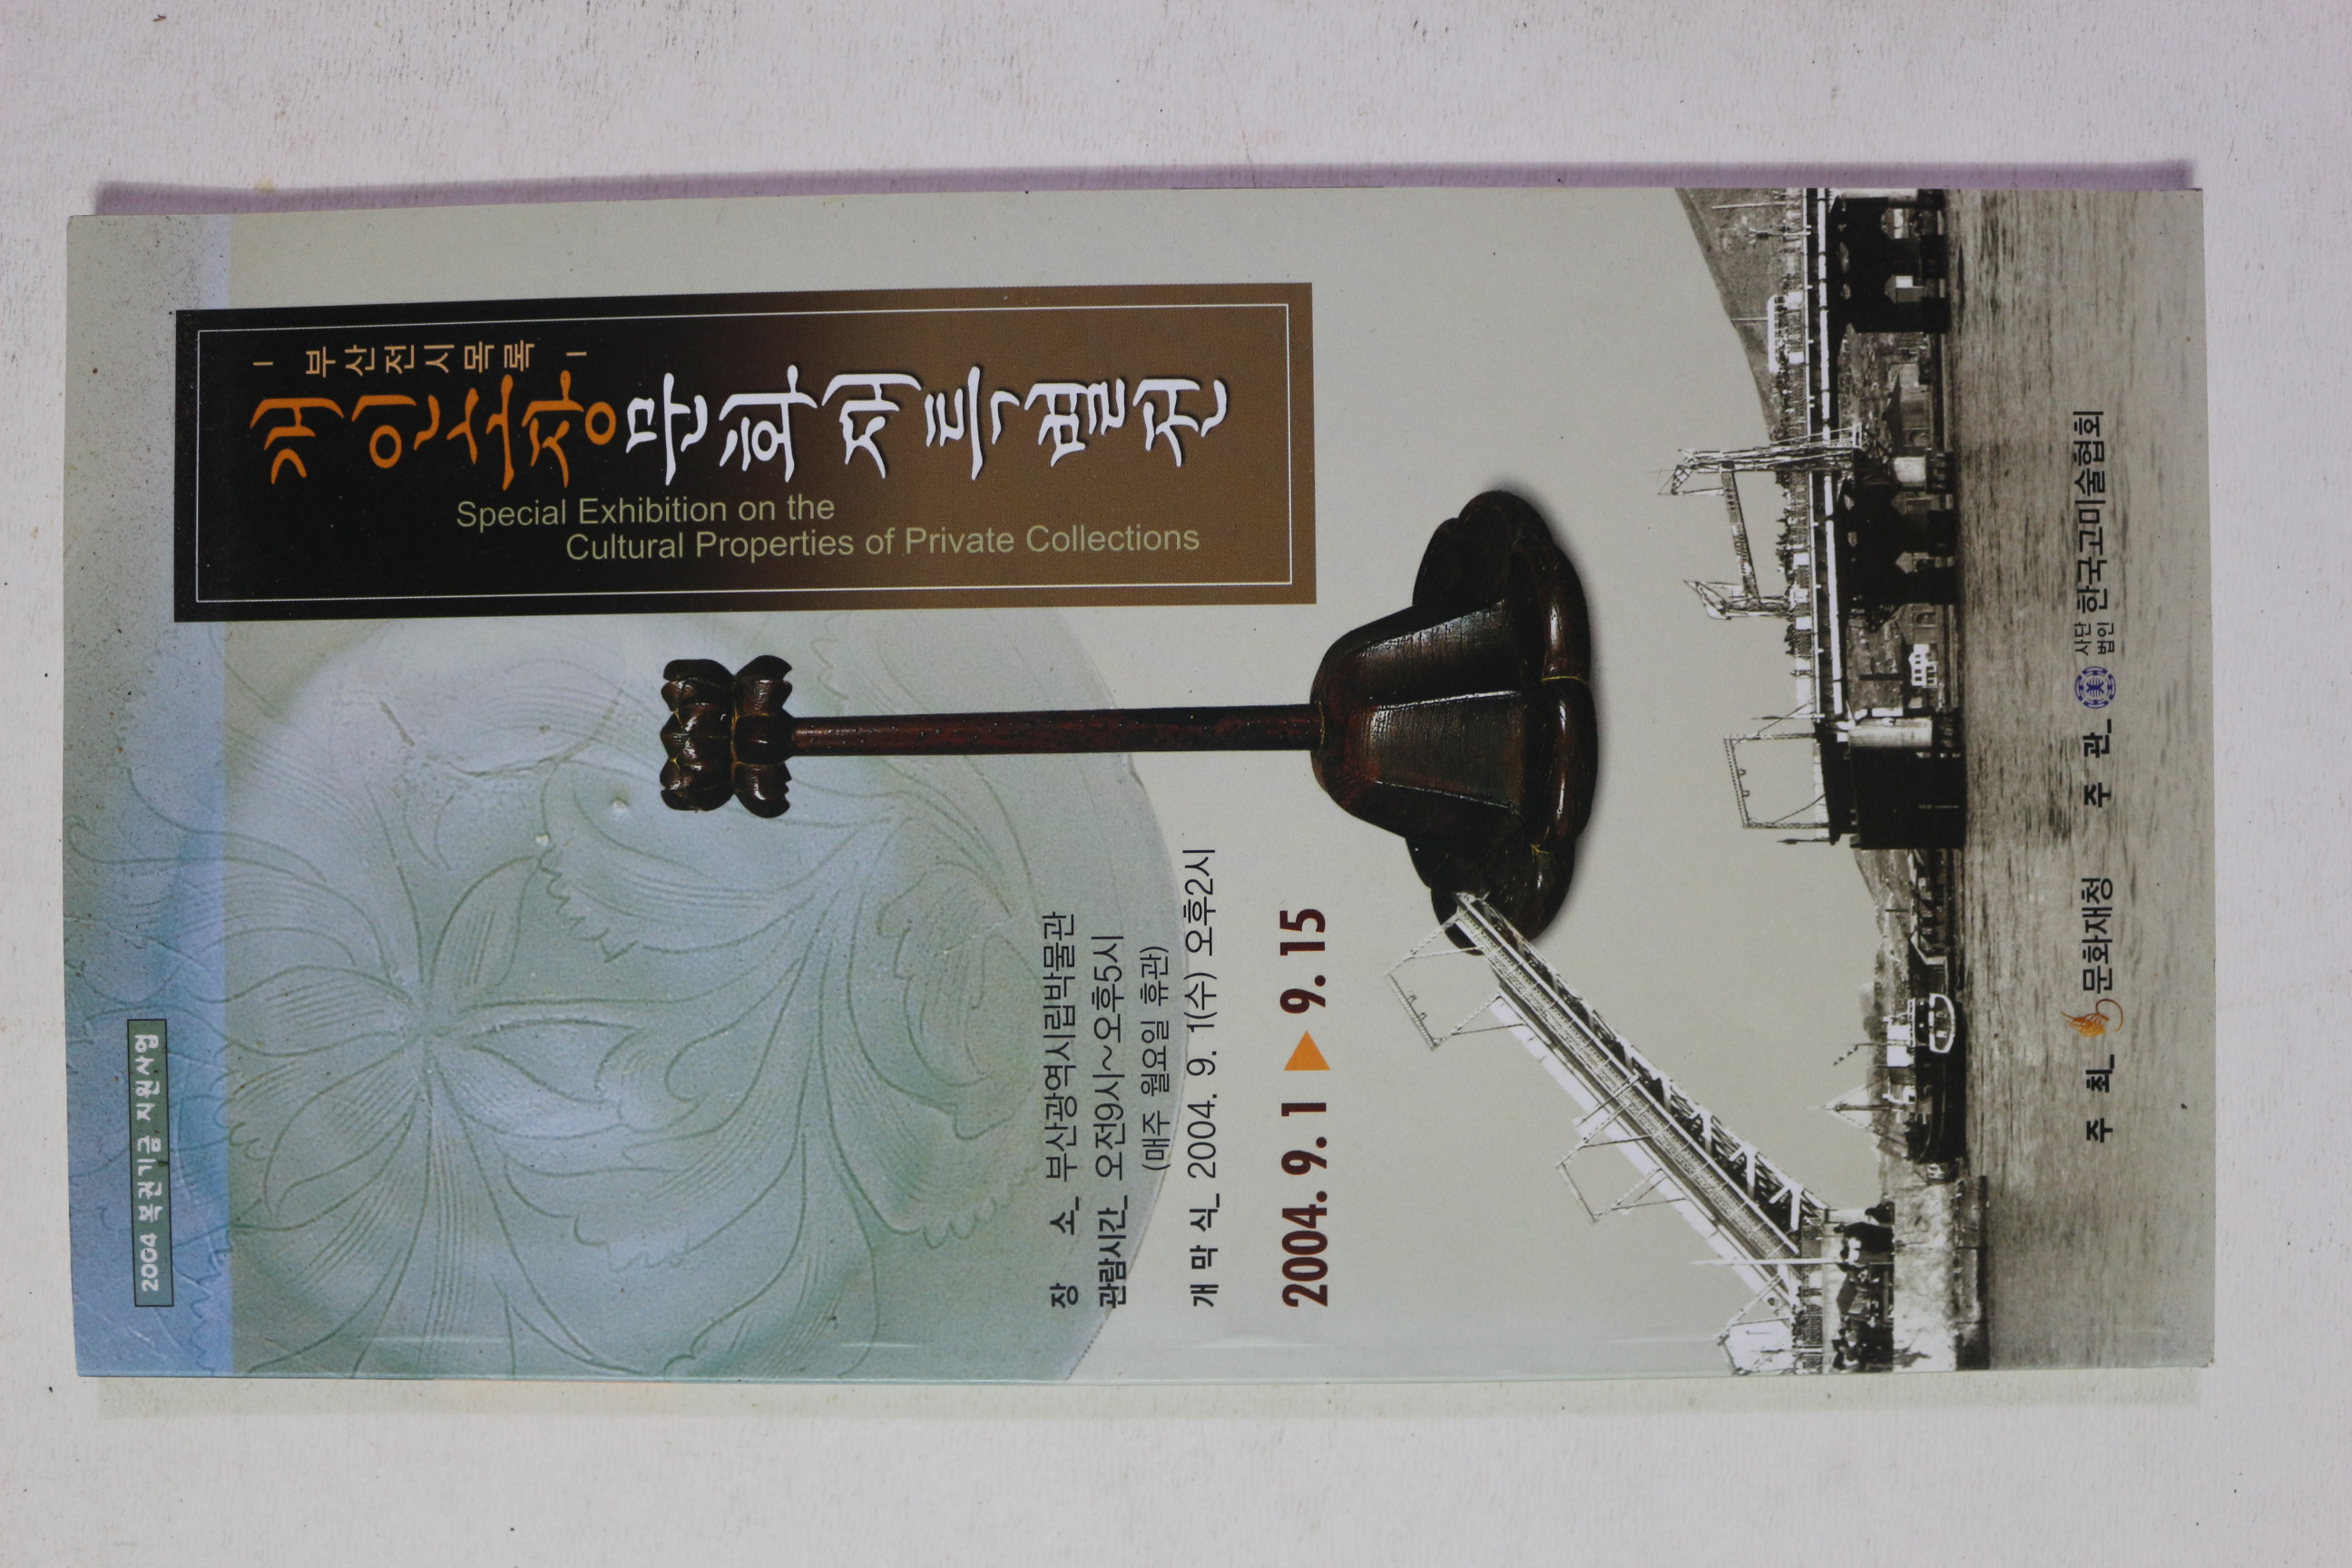 2004 복권기금 지원사업
- 부산전시목록 -
개인소장문화재특별전
Special Exhibition on the
Cultural Properties of Private Collections
장 소_ 부산광역시립박물관
관람시간_ 오전9시~오후5시
(매주 월요일 휴관)
개 막 식_ 2004. 9. 1(수) 오후2시
2004. 9. 1 ▶ 9. 15
주 최_ 문화재청 주 관_ 사단법인 한국고미술협회